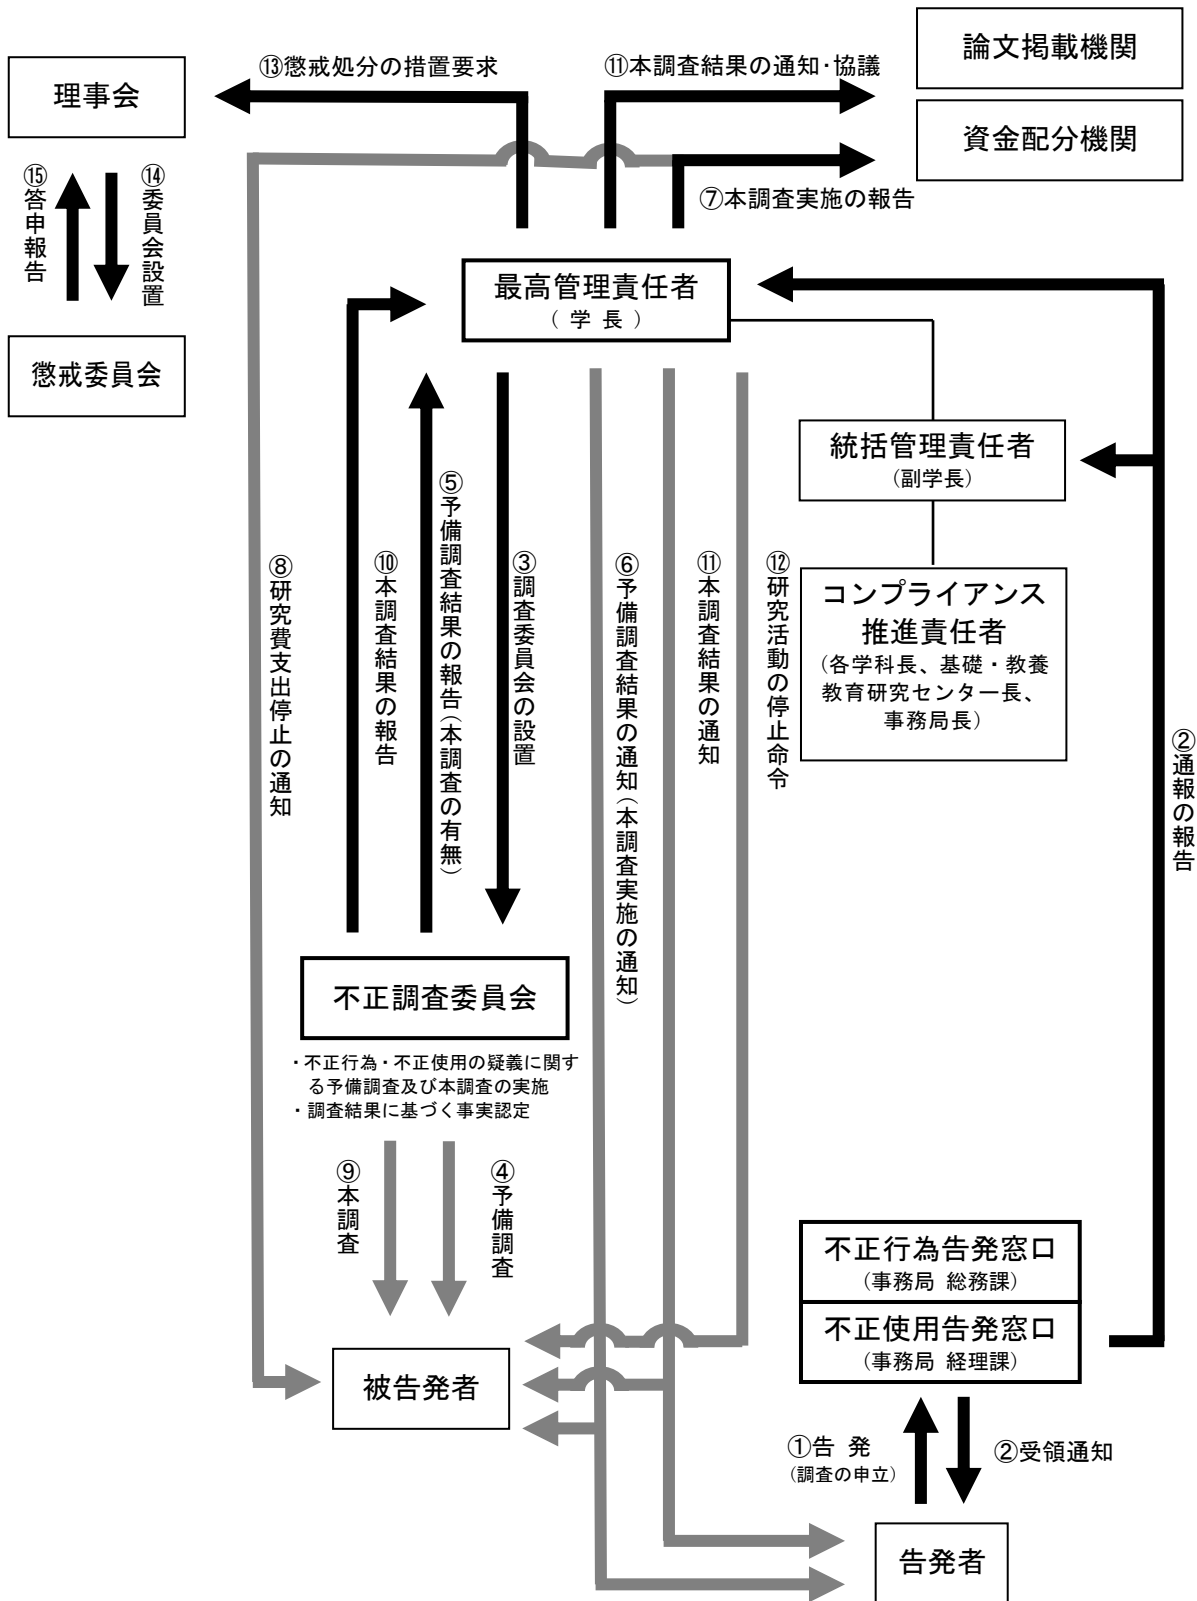 論文掲載機関
⑬懲戒処分の措置要求
⑪本調査結果の通知・協議
理事会
資金配分機関
⑮答申報告
⑭委員会設置
⑦本調査実施の報告
最高管理責任者
（学長）
懲戒委員会
統括管理責任者
（副学長）
⑧研究費支出停止の通知
⑩本調査結果の報告
⑤予備調査結果の報告（本調査の有無）
③調査委員会の設置
⑥予備調査結果の通知（本調査実施の通知）
⑪本調査結果の通知
⑫研究活動の停止命令
コンプライアンス
推進責任者
（各学科長、基礎・教養
教育研究センター長、
事務局長）
②通報の報告
不正調査委員会
・不正行為・不正使用の疑義に関す
る予備調査及び本調査の実施
・調査結果に基づく事実認定
⑨本調査
④予備調査
不正行為告発窓口
（事務局 総務課）
不正使用告発窓口
（事務局 経理課）
被告発者
①告 発
（調査の申立）
②受領通知
告発者